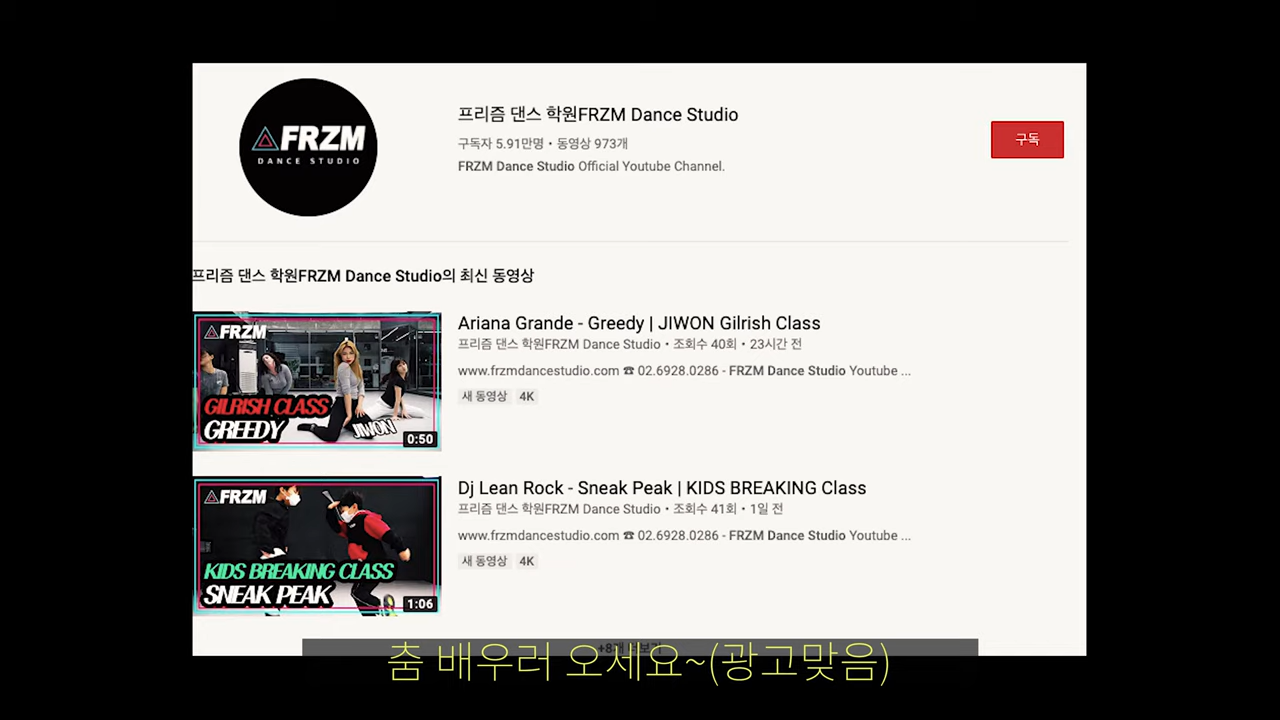 FRZM
DANCE STUDIO
프리즘 댄스 학원FRZM Dance Studio
구독자 5.91만명 • 동영상 973개
FRZM Dance Studio Official Youtube Channel.
구독
프리즘 댄스 학원FRZM Dance Studio의 최신 동영상
FRZM
GILRISH CLASS
GREEDY
JIWON
0:50
Ariana Grande - Greedy | JIWON Gilrish Class
프리즘 댄스 학원FRZM Dance Studio • 조회수 40회 • 23시간 전
www.frzmdancestudio.com ☎ 02.6928.0286 - FRZM Dance Studio Youtube ...
새 동영상 4K
FRZM
KIDS BREAKING CLASS
SNEAK PEAK
1:06
Dj Lean Rock - Sneak Peak | KIDS BREAKING Class
프리즘 댄스 학원FRZM Dance Studio • 조회수 41회 • 1일 전
www.frzmdancestudio.com ☎ 02.6928.0286 - FRZM Dance Studio Youtube ...
새 동영상 4K
춤 배우러 오세요~(광고맞음)